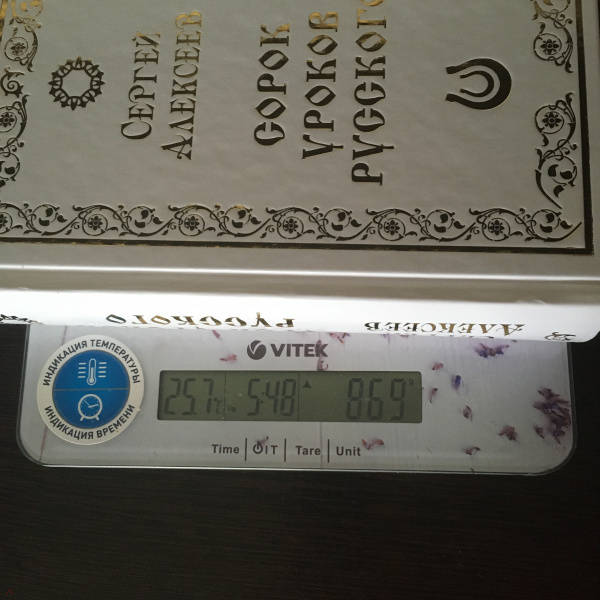 СЕРГЕЙ
АЛЕКСЕЕВ
СОРОК
УРОКОВ
РУССКОГО
РУССКОГО
АЛЕКСЕЕВ
VITEK
ИНДИКАЦИЯ ТЕМПЕРАТУРЫ
ИНДИКАЦИЯ ВРЕМЕНИ
25.7 5:48 869
Time | I T | Tare | Unit